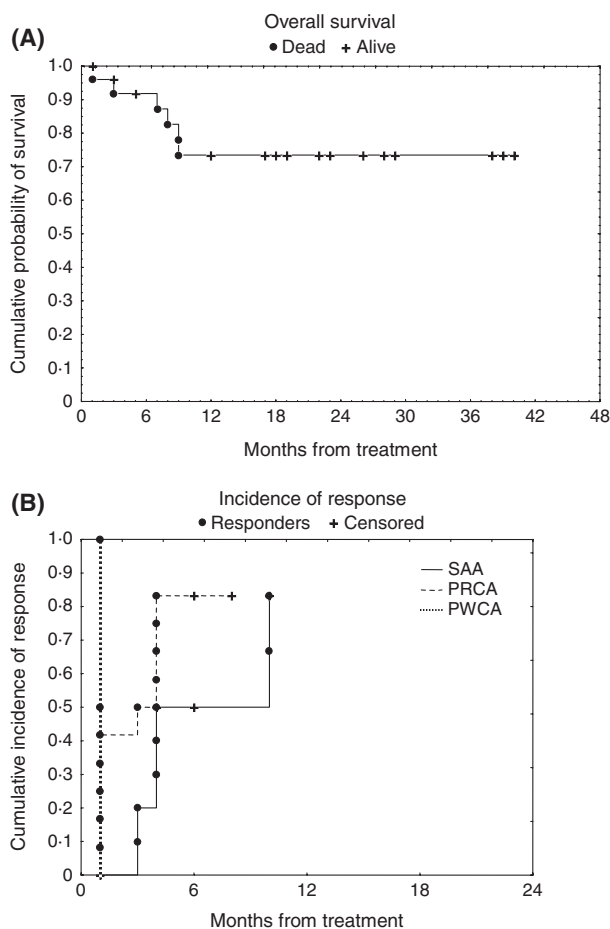 (A)
Overall survival
Dead Alive
Cumulative probability of survival
1·0
0·9
0·8
0·7
0·6
0·5
0·4
0·3
0·2
0·1
0
0 6 12 18 24 30 36 42 48
Months from treatment
(B)
Incidence of response
Responders Censored
Cumulative incidence of response
1·0
0·9
0·8
0·7
0·6
0·5
0·4
0·3
0·2
0·1
0
SAA
PRCA
PWCA
0 6 12 18 24
Months from treatment